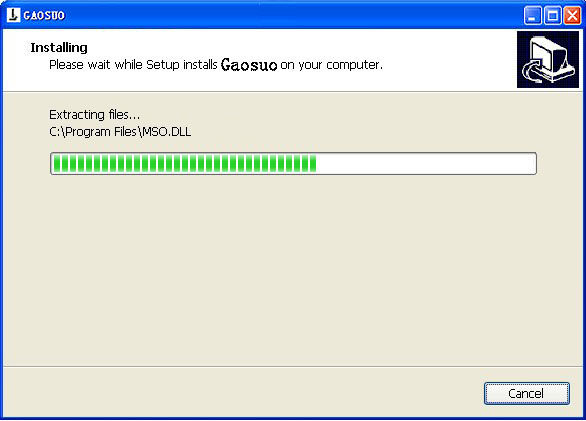 GAOSUO
Installing
Please wait while Setup installs Gaosuo on your computer.
Extracting files...
C:\Program Files\MSO.DLL
Cancel